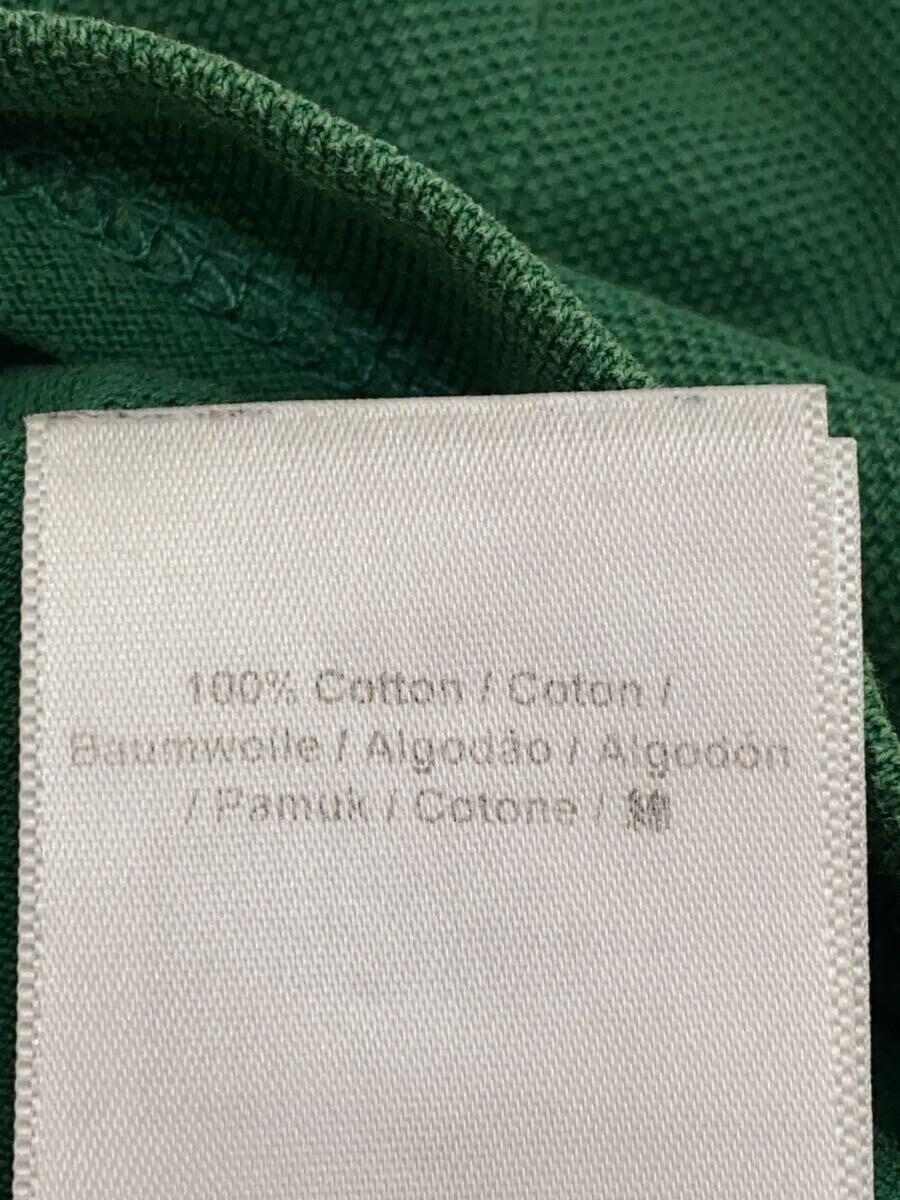 100% Cotton / Coton /
Baumwolle / Algodão / Algodón
/ Pamuk / Cotone / 綿